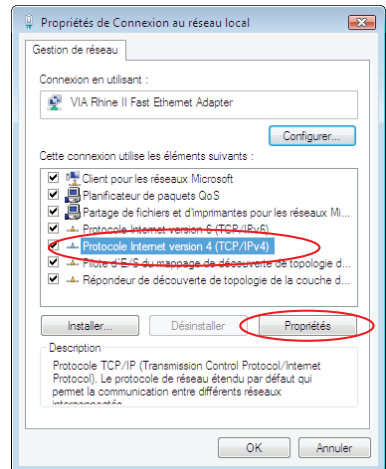 Propriétés de Connexion au réseau local
Gestion de réseau
Connexion en utilisant :
VIA Rhine II Fast Ethernet Adapter
Configurer...
Cette connexion utilise les éléments suivants :
Client pour les réseaux Microsoft
Planificateur de paquets QoS
Partage de fichiers et d'imprimantes pour les réseaux Mi...
Protocole Internet version 6 (TCP/IPv6)
Protocole Internet version 4 (TCP/IPv4)
Pilote d'E/S du mappage de découverte de topologie d...
Répondeur de découverte de topologie de la couche d...
Installer... Désinstaller Propriétés
Description
Protocole TCP/IP (Transmission Control Protocol/Internet
Protocol). Le protocole de réseau étendu par défaut qui
permet la communication entre différents réseaux
interconnectés
OK Annuler